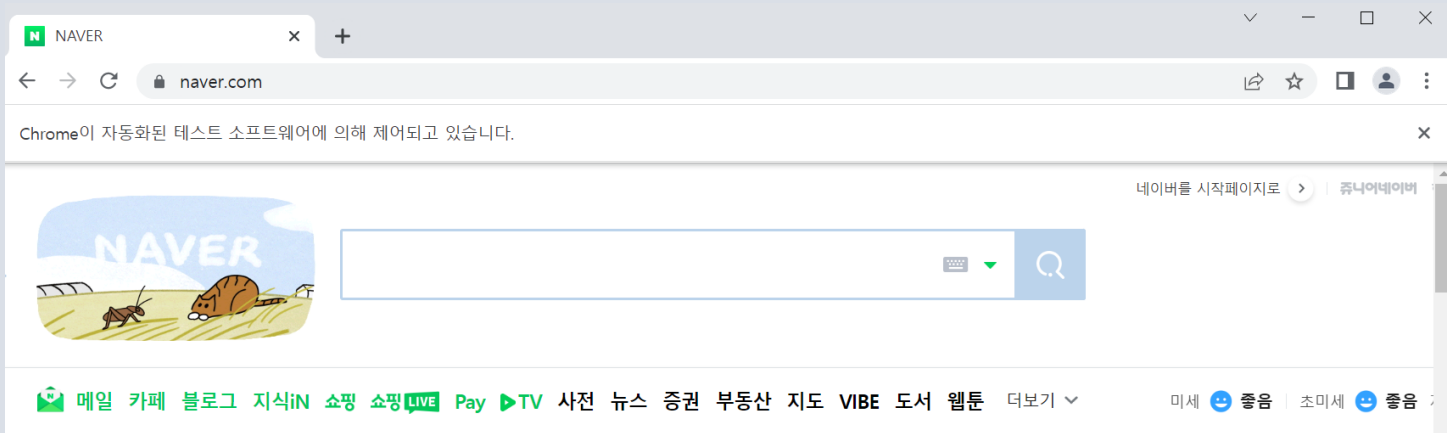 NAVER
naver.com
Chrome이 자동화된 테스트 소프트웨어에 의해 제어되고 있습니다.
네이버를 시작페이지로 쥬니어네이버
NAVER
메일 카페 블로그 지식iN 쇼핑 쇼핑LIVE Pay TV 사전 뉴스 증권 부동산 지도 VIBE 도서 웹툰 더보기 미세 좋음 초미세 좋음